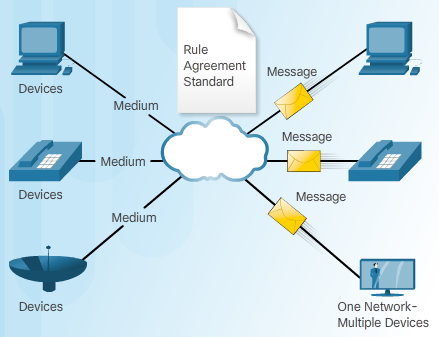 Rule
Agreement
Standard
Message
Devices
Medium
Message
Medium
Devices
Message
Medium
Devices
One Network-
Multiple Devices